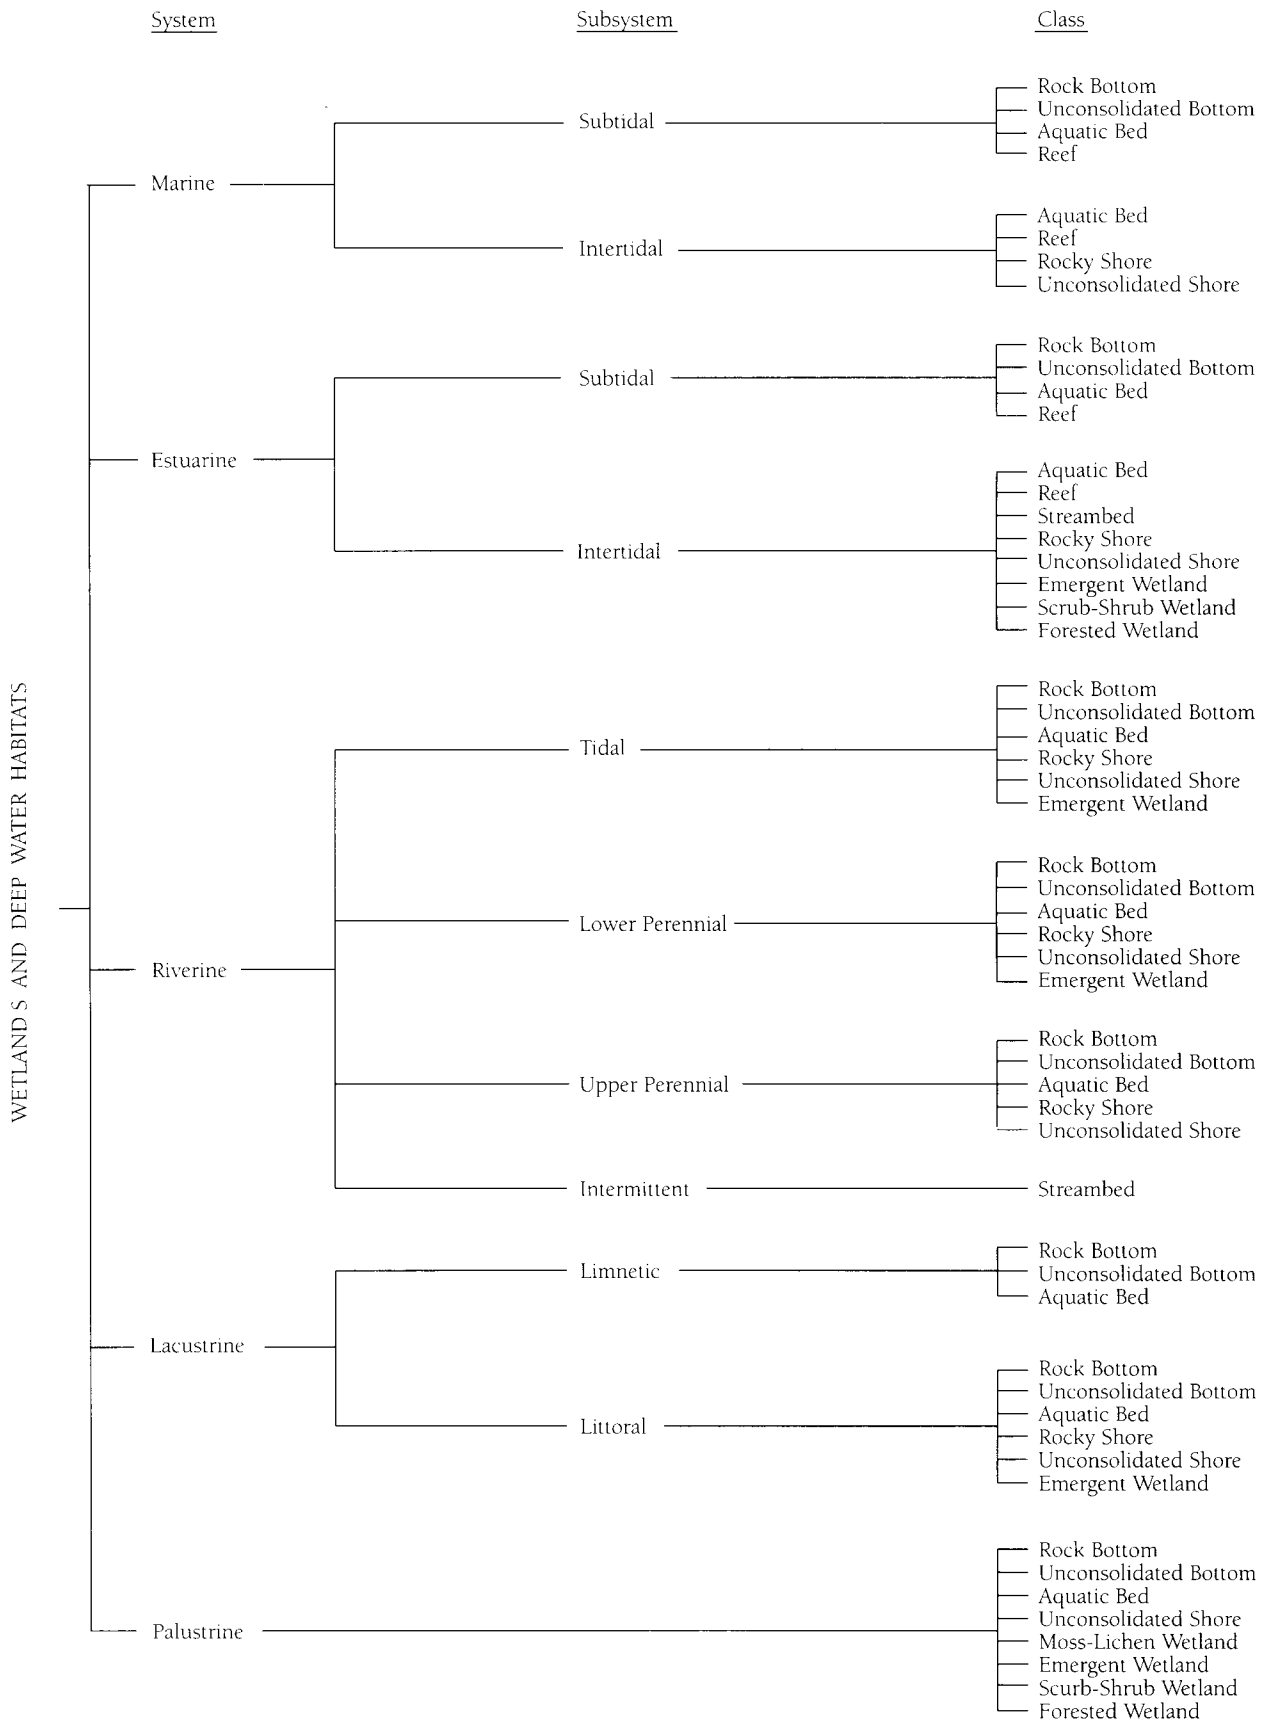 System Subsystem Class
WETLANDS AND DEEP WATER HABITATS
Marine
Subtidal
Rock Bottom
Unconsolidated Bottom
Aquatic Bed
Reef
Intertidal
Aquatic Bed
Reef
Rocky Shore
Unconsolidated Shore
Estuarine
Subtidal
Rock Bottom
Unconsolidated Bottom
Aquatic Bed
Reef
Intertidal
Aquatic Bed
Reef
Streambed
Rocky Shore
Unconsolidated Shore
Emergent Wetland
Scrub-Shrub Wetland
Forested Wetland
Riverine
Tidal
Rock Bottom
Unconsolidated Bottom
Aquatic Bed
Rocky Shore
Unconsolidated Shore
Emergent Wetland
Lower Perennial
Rock Bottom
Unconsolidated Bottom
Aquatic Bed
Rocky Shore
Unconsolidated Shore
Emergent Wetland
Upper Perennial
Rock Bottom
Unconsolidated Bottom
Aquatic Bed
Rocky Shore
Unconsolidated Shore
Intermittent
Streambed
Lacustrine
Limnetic
Rock Bottom
Unconsolidated Bottom
Aquatic Bed
Littoral
Rock Bottom
Unconsolidated Bottom
Aquatic Bed
Rocky Shore
Unconsolidated Shore
Emergent Wetland
Palustrine
Rock Bottom
Unconsolidated Bottom
Aquatic Bed
Unconsolidated Shore
Moss-Lichen Wetland
Emergent Wetland
Scurb-Shrub Wetland
Forested Wetland